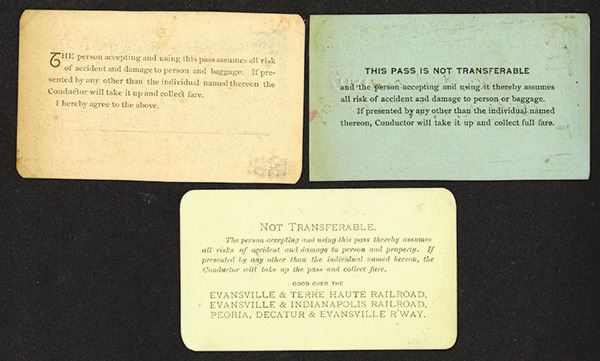 THE person accepting and using this pass assumes all risk
of accident and damage to person and baggage. If pre-
sented by any other than the individual named thereon the
Conductor will take it up and collect fare.
I hereby agree to the above.
THIS PASS IS NOT TRANSFERABLE
and the person accepting and using it thereby assumes
all risk of accident and damage to person or baggage.
If presented by any other than the individual named
thereon, Conductor will take it up and collect full fare.
NOT TRANSFERABLE.
The person accepting and using this pass thereby assumes
all risks of accident and damage to person and property. If
presented by any other than the individual named hereon, the
Conductor will take up the pass and collect fare.
GOOD OVER THE
EVANSVILLE & TERRE HAUTE RAILROAD,
EVANSVILLE & INDIANAPOLIS RAILROAD,
PEORIA, DECATUR & EVANSVILLE R'WAY.